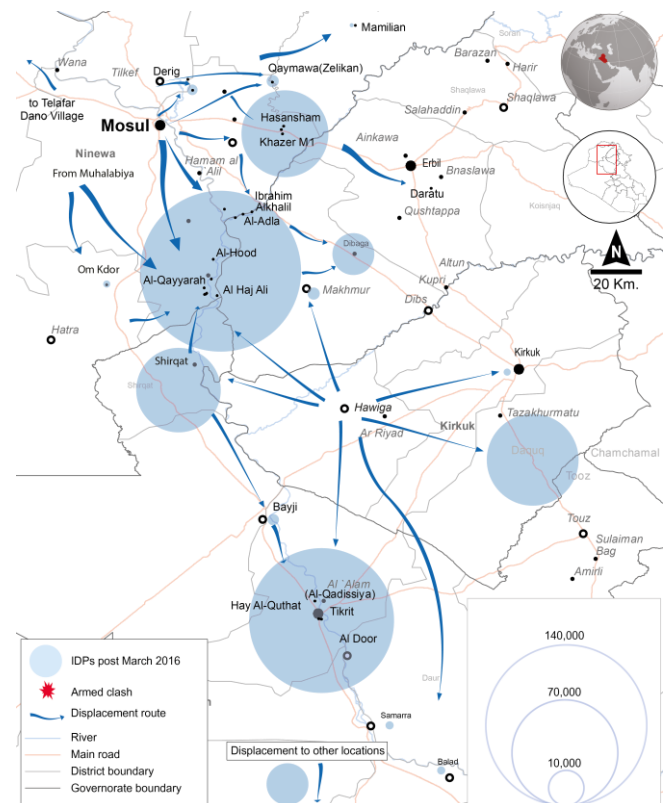 Mamilian
Soran
Wana
Tilkef
Derig
Qaymawa(Zelikan)
Barazan
Harir
to Telafar
Dano Village
Shaqlawa
Mosul
Hasansham
Salahaddin
Shaqlawa
Khazer M1
Ainkawa
Ninewa
Erbil
From Muhalabiya
Hamam al
Alil
Bnaslawa
Daratu
Ibrahim
Alkhalil
Qushtappa
Koisnjaq
Al-Adla
Dibaga
N
Al-Hood
Om Kdor
Altun
Kupri
20 Km.
Al-Qayyarah
Al Haj Ali
Makhmur
Dibs
Hatra
Shirqat
Kirkuk
Shirqat
Hawiga
Tazakhurmatu
Ar Riyad
Kirkuk
Daquq
Chamchamal
Tooz
Bayji
Touz
Sulaiman
Bag
Amirli
Al `Alam
(Al-Qadissiya)
Hay Al-Quthat
Tikrit
Al Door
Daur
Samarra
Balad
Displacement to other locations
IDPs post March 2016
Armed clash
Displacement route
River
Main road
District boundary
Governorate boundary
140,000
70,000
10,000